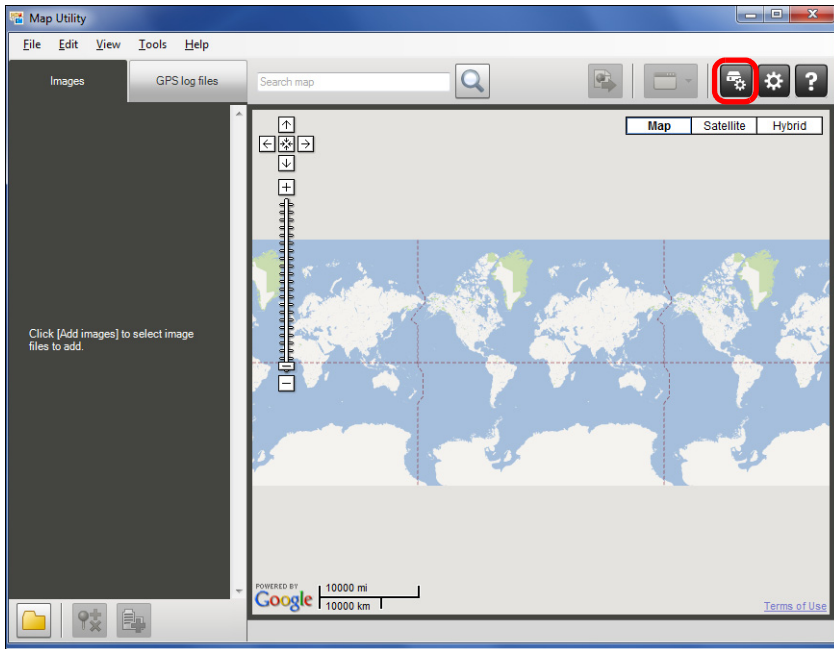 Map Utility
File Edit View Tools Help
Images GPS log files Search map
Map Satellite Hybrid
Click [Add images] to select image
files to add.
POWERED BY
Google
10000 mi
10000 km
Terms of Use